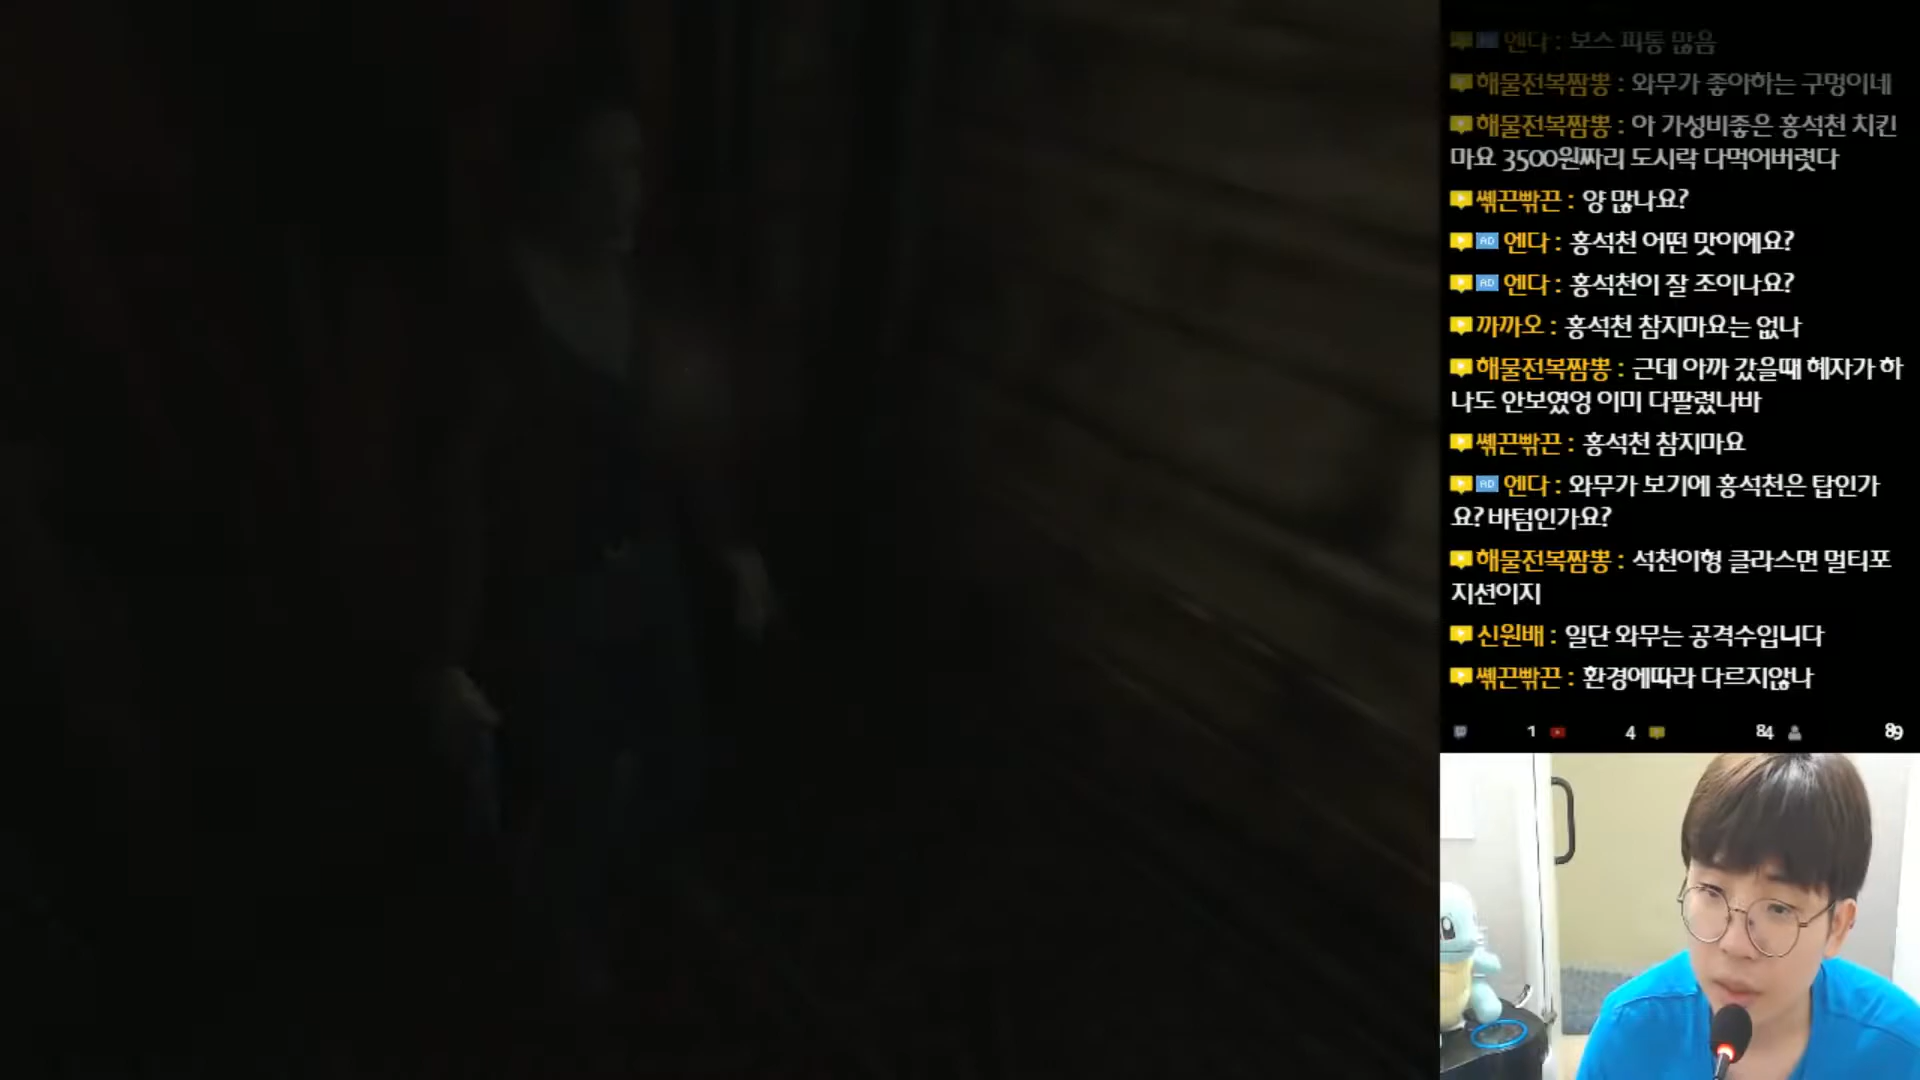 엔다 : 보스 피통 많음
해물전복짬뽕 : 와무가 좋아하는 구멍이네
해물전복짬뽕 : 아 가성비좋은 홍석천 치킨
마요 3500원짜리 도시락 다먹어버렷다
쎾끈빢끈 : 양 많나요?
AD 엔다 : 홍석천 어떤 맛이에요?
AD 엔다 : 홍석천이 잘 조이나요?
까까오 : 홍석천 참지마요는 없나
해물전복짬뽕 : 근데 아까 갔을때 혜자가 하
나도 안보였엉 이미 다팔렸나바
쎾끈빢끈 : 홍석천 참지마요
AD 엔다 : 와무가 보기에 홍석천은 탑인가
요? 바텀인가요?
해물전복짬뽕 : 석천이형 클라스면 멀티포
지션이지
신원배 : 일단 와무는 공격수입니다
쎾끈빢끈 : 환경에따라 다르지않나
1 4 84 89